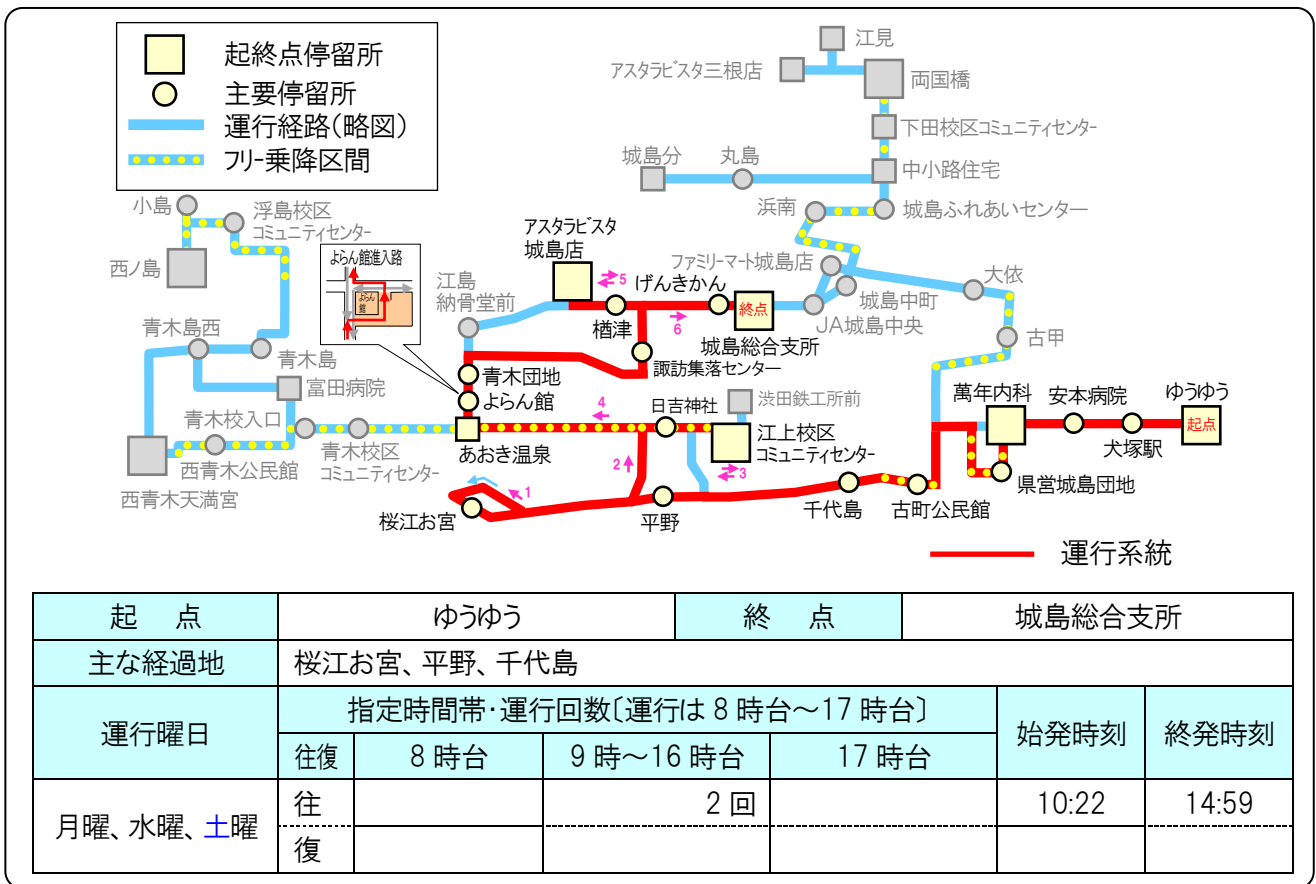 起終点停留所
主要停留所
運行経路(略図)
フリー乗降区間
江見
アスタラビスタ三根店
両国橋
下田校区コミュニティセンター
城島分
丸島
中小路住宅
浜南
城島ふれあいセンター
小島
浮島校区
コミュニティセンター
西ノ島
よらん館進入路
よらん
館
江島
納骨堂前
アスタラビスタ
城島店
5
げんきかん
ファミリーマート城島店
大依
城島中町
JA城島中央
終点
楢津
6
城島総合支所
古甲
青木島西
青木島
諏訪集落センター
富田病院
青木団地
よらん館
萬年内科
安本病院
ゆうゆう
起点
犬塚駅
青木校入口
4
日吉神社
渋田鉄工所前
あおき温泉
江上校区
コミュニティセンター
青木校区
コミュニティセンター
西青木公民館
2
3
県営城島団地
西青木天満宮
1
桜江お宮
平野
千代島
古町公民館
運行系統
起 点 ゆうゆう 終 点 城島総合支所
主な経過地 桜江お宮、平野、千代島
運行曜日 指定時間帯・運行回数〔運行は 8 時台～17 時台〕 始発時刻 終発時刻
往復 8 時台 9 時～16 時台 17 時台
月曜、水曜、土曜 往 2 回 10:22 14:59
復